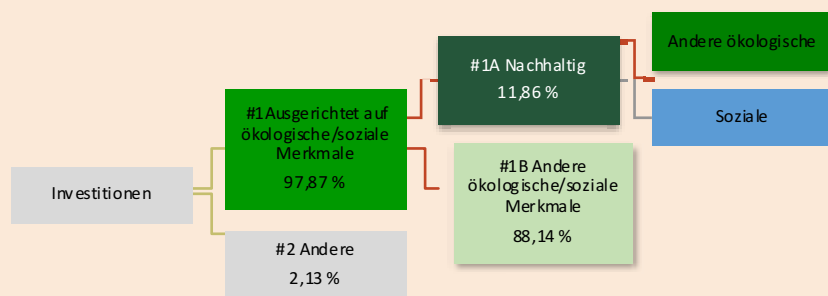 Investitionen
#1Ausgerichtet auf
ökologische/soziale
Merkmale
97,87 %
#2 Andere
2,13 %
#1A Nachhaltig
11,86 %
#1B Andere
ökologische/soziale
Merkmale
88,14 %
Andere ökologische
Soziale